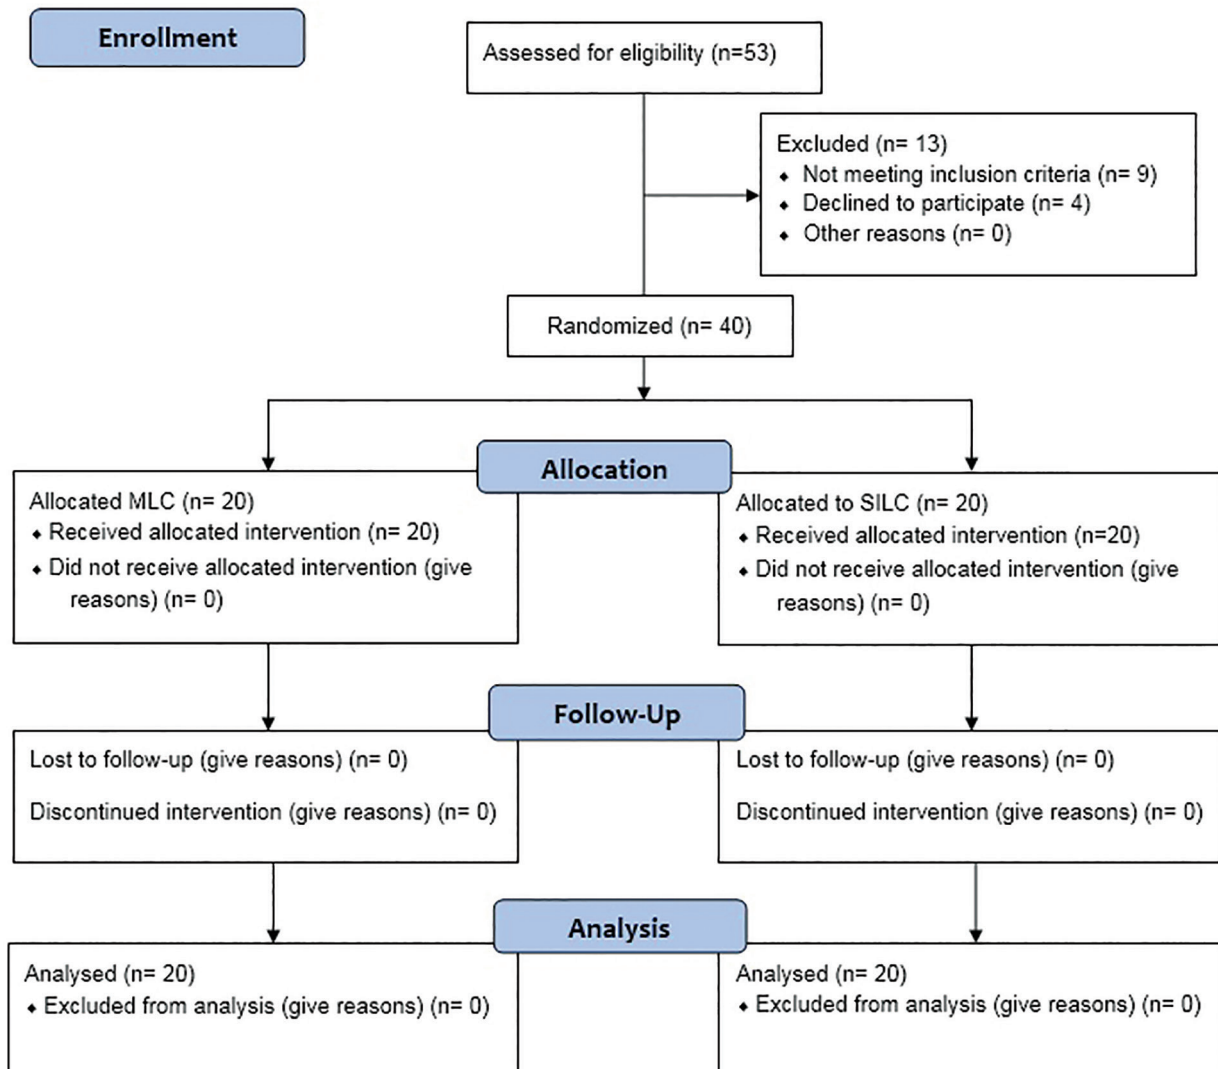 Enrollment
Assessed for eligibility (n=53)
Excluded (n= 13)
⬥ Not meeting inclusion criteria (n= 9)
⬥ Declined to participate (n= 4)
⬥ Other reasons (n= 0)
Randomized (n= 40)
Allocation
Allocated MLC (n= 20)
⬥ Received allocated intervention (n= 20)
⬥ Did not receive allocated intervention (give
reasons) (n= 0)
Allocated to SILC (n= 20)
⬥ Received allocated intervention (n=20)
⬥ Did not receive allocated intervention (give
reasons) (n= 0)
Follow-Up
Lost to follow-up (give reasons) (n= 0)
Discontinued intervention (give reasons) (n= 0)
Lost to follow-up (give reasons) (n= 0)
Discontinued intervention (give reasons) (n= 0)
Analysis
Analysed (n= 20)
⬥ Excluded from analysis (give reasons) (n= 0)
Analysed (n= 20)
⬥ Excluded from analysis (give reasons) (n= 0)